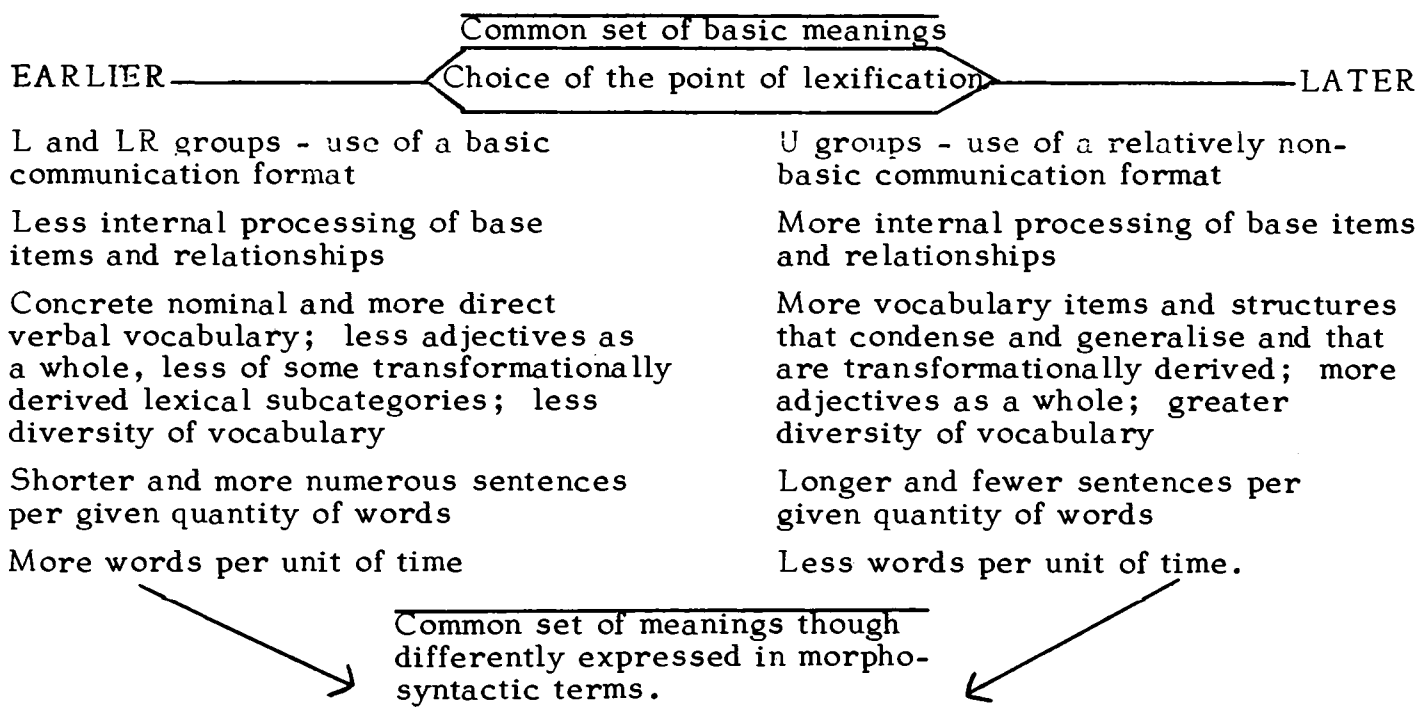 Common set of basic meanings
EARLIER
Choice of the point of lexification
LATER
L and LR groups - use of a basic
communication format
Less internal processing of base
items and relationships
Concrete nominal and more direct
verbal vocabulary; less adjectives as
a whole, less of some transformationally
derived lexical subcategories; less
diversity of vocabulary
Shorter and more numerous sentences
per given quantity of words
More words per unit of time
U groups - use of a relatively non-
basic communication format
More internal processing of base items
and relationships
More vocabulary items and structures
that condense and generalise and that
are transformationally derived; more
adjectives as a whole; greater
diversity of vocabulary
Longer and fewer sentences per
given quantity of words
Less words per unit of time.
Common set of meanings though
differently expressed in morpho-
syntactic terms.